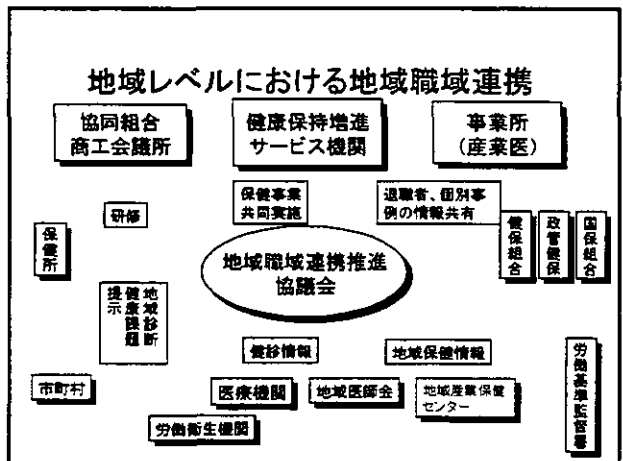 地域レベルにおける地域職域連携
協同組合
商工会議所
健康保持増進
サービス機関
事業所
(産業医)
保健事業
共同実施
退職者、個別事
例の情報共有
研修
保健所
健保組合
政管健保
国保組合
地域職域連携推進
協議会
地域診断
健康課題
提示
健診情報
地域保健情報
労働基準監督署
市町村
医療機関
地域医師会
地域産業保健
センター
労働衛生機関